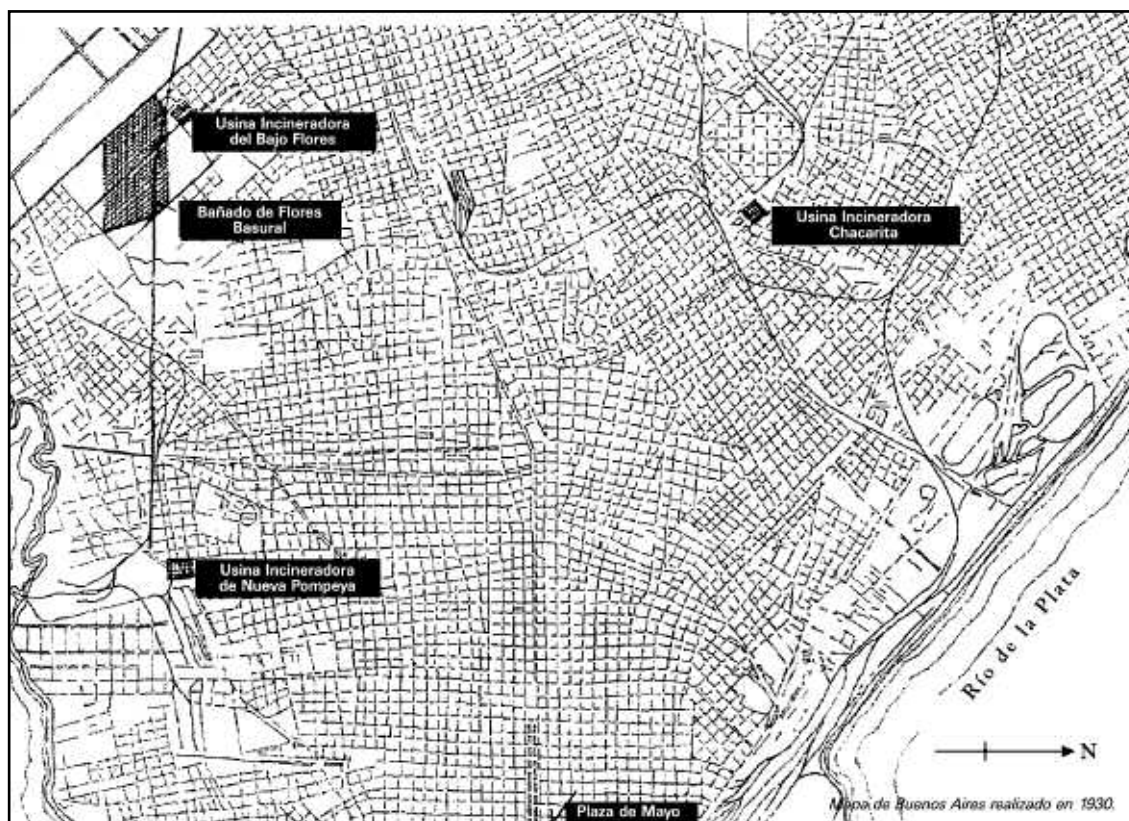 Usina Incineradora
del Bajo Flores
Bañado de Flores
Basural
Usina Incineradora
Chacarita
Usina Incineradora
de Nueva Pompeya
Río de la Plata
N
Plaza de Mayo
Mapa de Buenos Aires realizado en 1930.